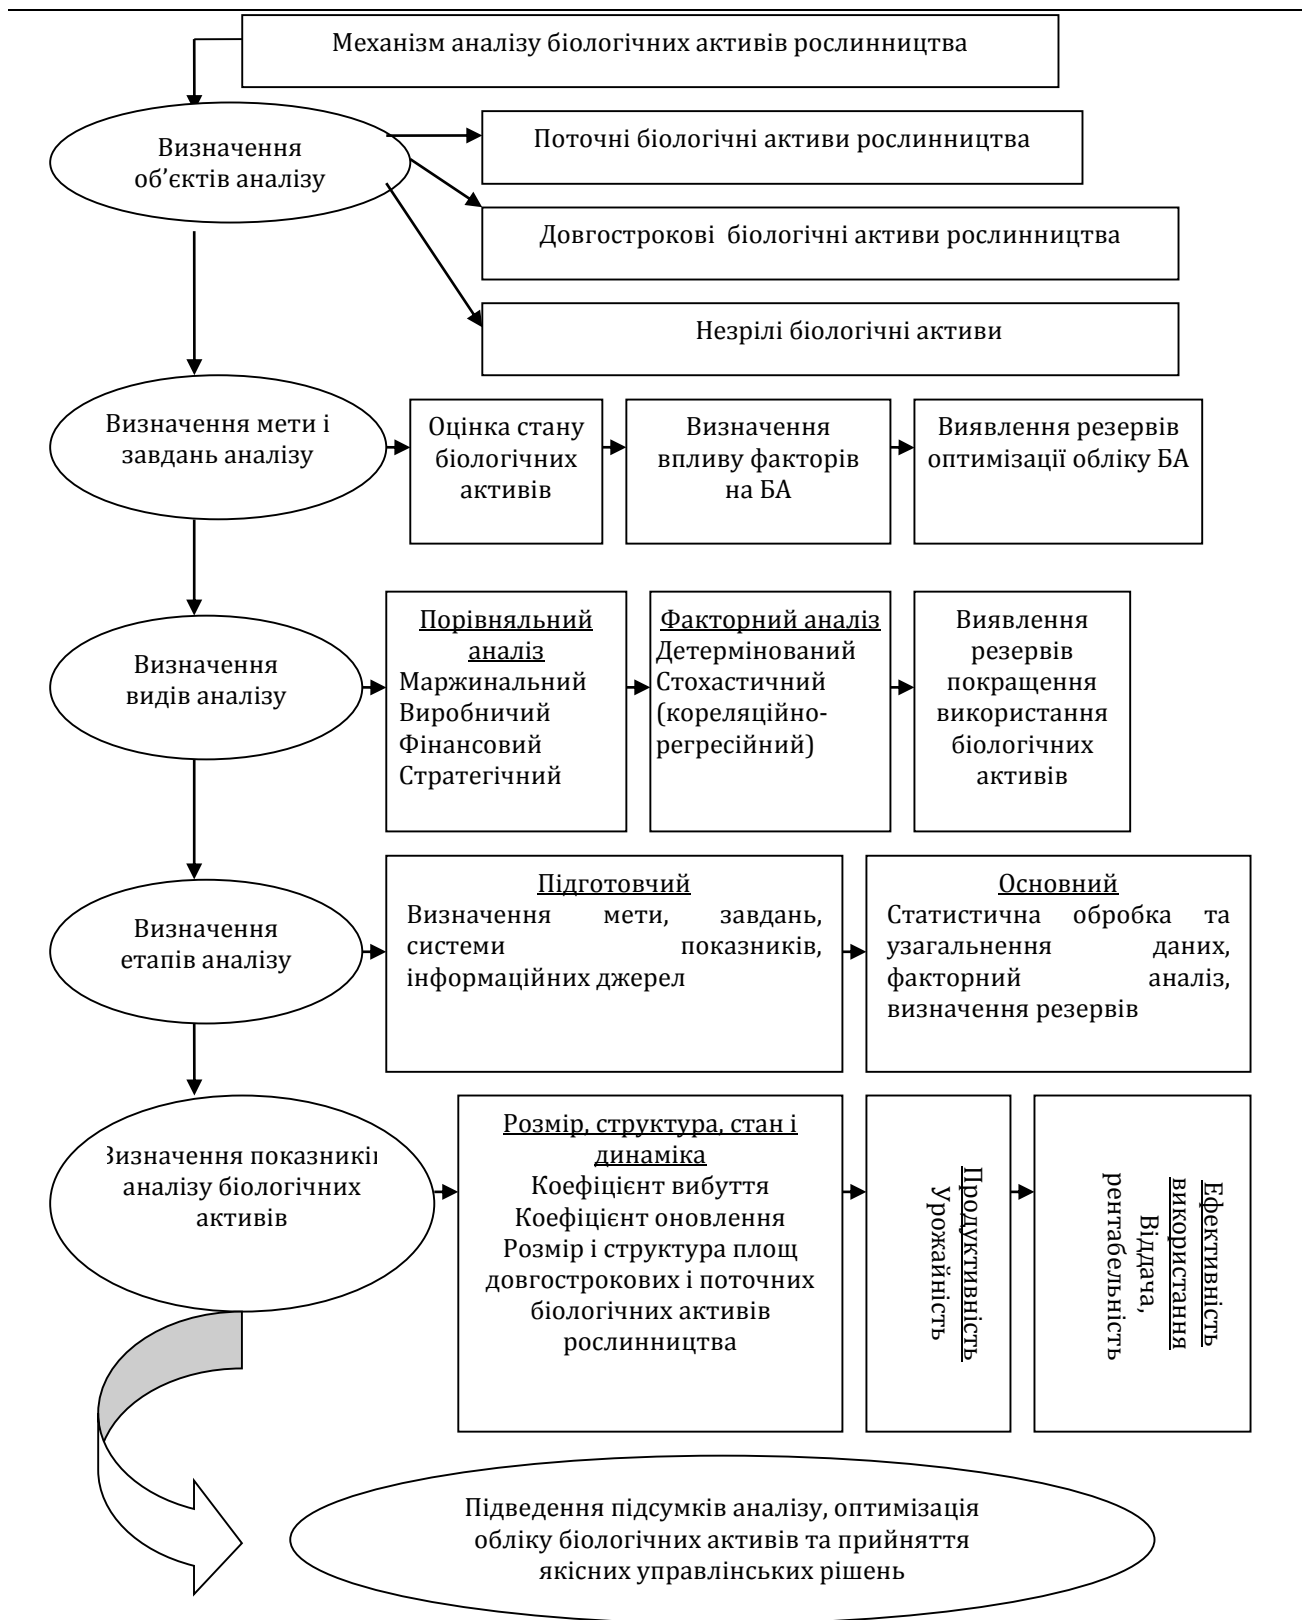 Механізм аналізу біологічних активів рослинництва
Визначення
об’єктів аналізу
Поточні біологічні активи рослинництва
Довгострокові біологічні активи рослинництва
Незрілі біологічні активи
Визначення мети і
завдань аналізу
Оцінка стану
біологічних
активів
Визначення
впливу факторів
на БА
Виявлення резервів
оптимізації обліку БА
Визначення
видів аналізу
Порівняльний
аналіз
Маржинальний
Виробничий
Фінансовий
Стратегічний
Факторний аналіз
Детермінований
Стохастичний
(кореляційно-
регресійний)
Виявлення
резервів
покращення
використання
біологічних
активів
Визначення
етапів аналізу
Підготовчий
Визначення мети, завдань,
системи показників,
інформаційних джерел
Основний
Статистична обробка та
узагальнення даних,
факторний аналіз,
визначення резервів
Визначення показників
аналізу біологічних
активів
Розмір, структура, стан і
динаміка
Коефіцієнт вибуття
Коефіцієнт оновлення
Розмір і структура площ
довгострокових і поточних
біологічних активів
рослинництва
Продуктивність
Урожайність
Ефективність
використання
Віддача,
рентабельність
Підведення підсумків аналізу, оптимізація
обліку біологічних активів та прийняття
якісних управлінських рішень